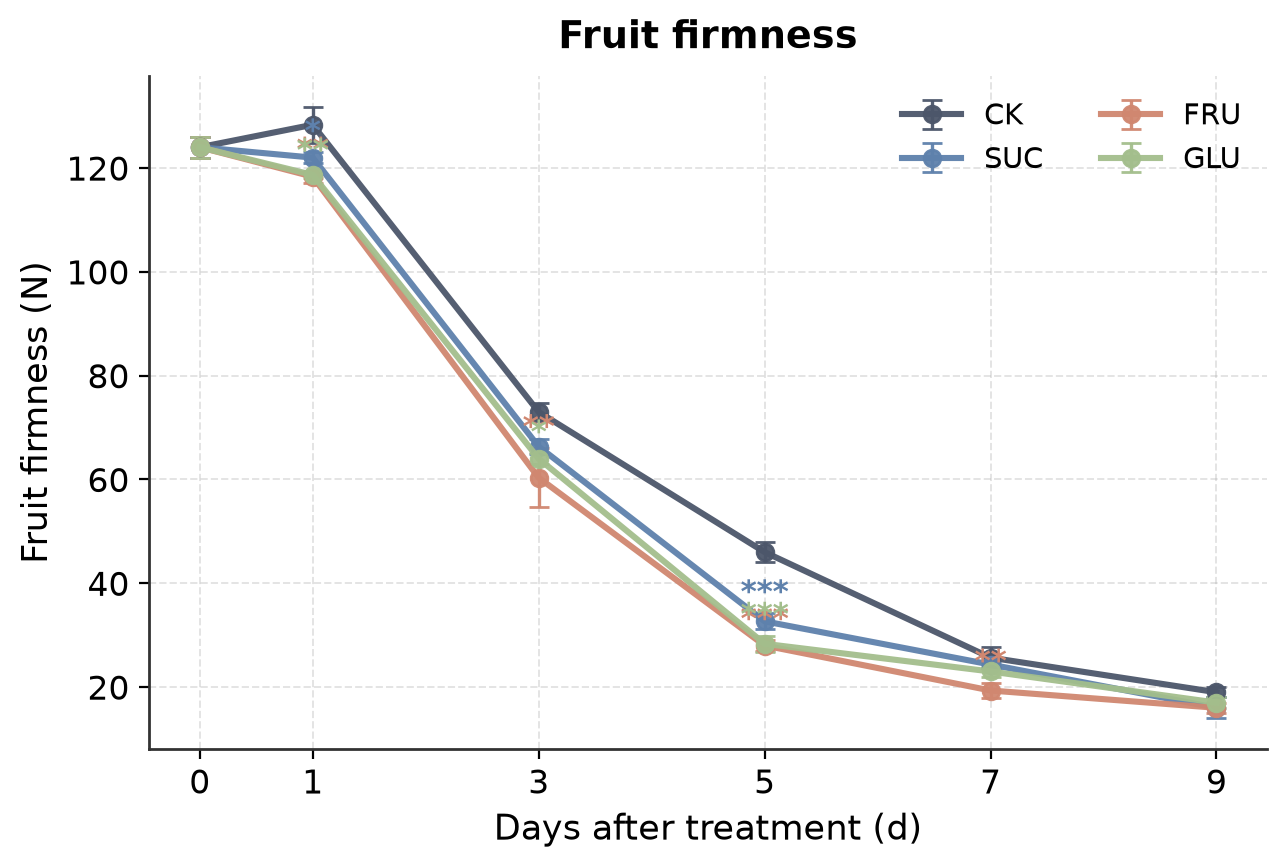 Fruit firmness
CK FRU
SUC GLU
Fruit firmness (N)
120
100
80
60
40
20
*
**
**
*
***
***
**
0 1 3 5 7 9
Days after treatment (d)